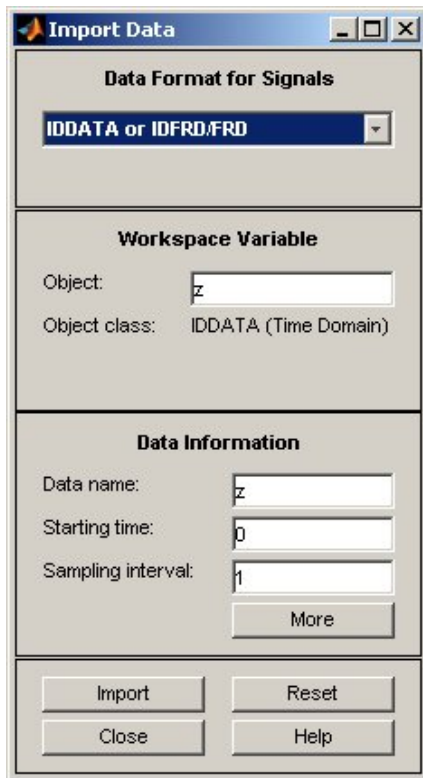 Import Data
Data Format for Signals
IDDATA or IDFRD/FRD
Workspace Variable
Object: z
Object class: IDDATA (Time Domain)
Data Information
Data name: z
Starting time: 0
Sampling interval: 1
More
Import Reset
Close Help